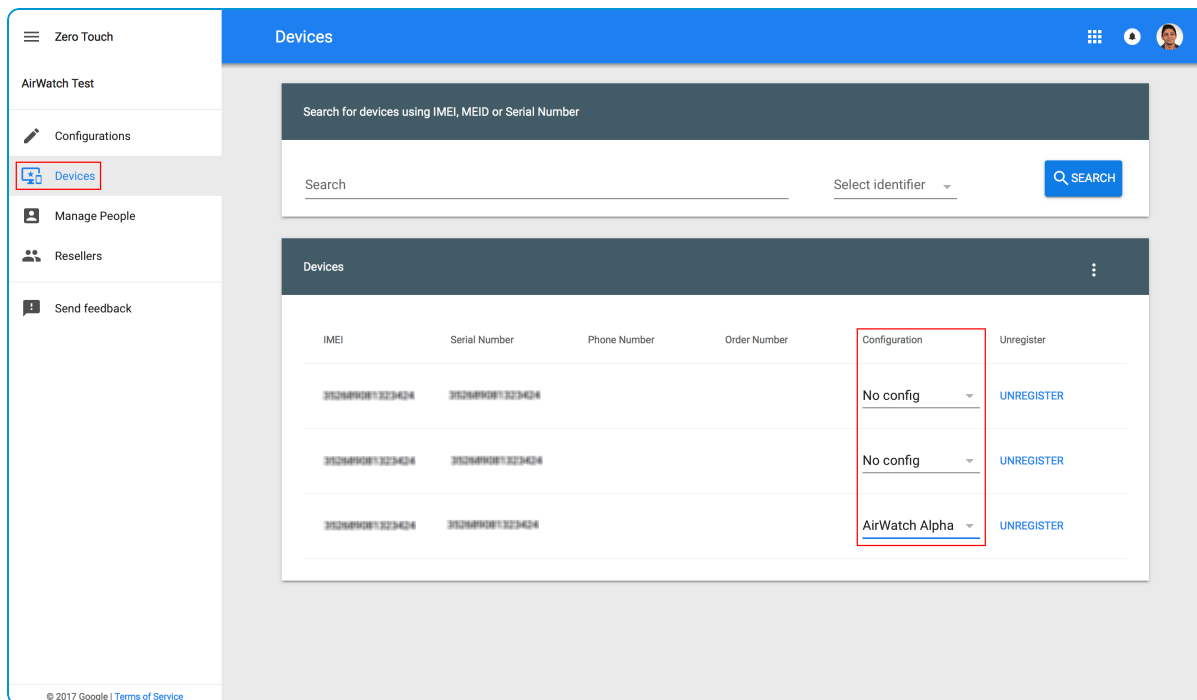 Zero Touch
Devices
AirWatch Test
Configurations
Devices
Manage People
Resellers
Send feedback
Search for devices using IMEI, MEID or Serial Number
Search
Select identifier
SEARCH
Devices
IMEI Serial Number Phone Number Order Number Configuration Unregister
No config UNREGISTER
No config UNREGISTER
AirWatch Alpha UNREGISTER
© 2017 Google | Terms of Service